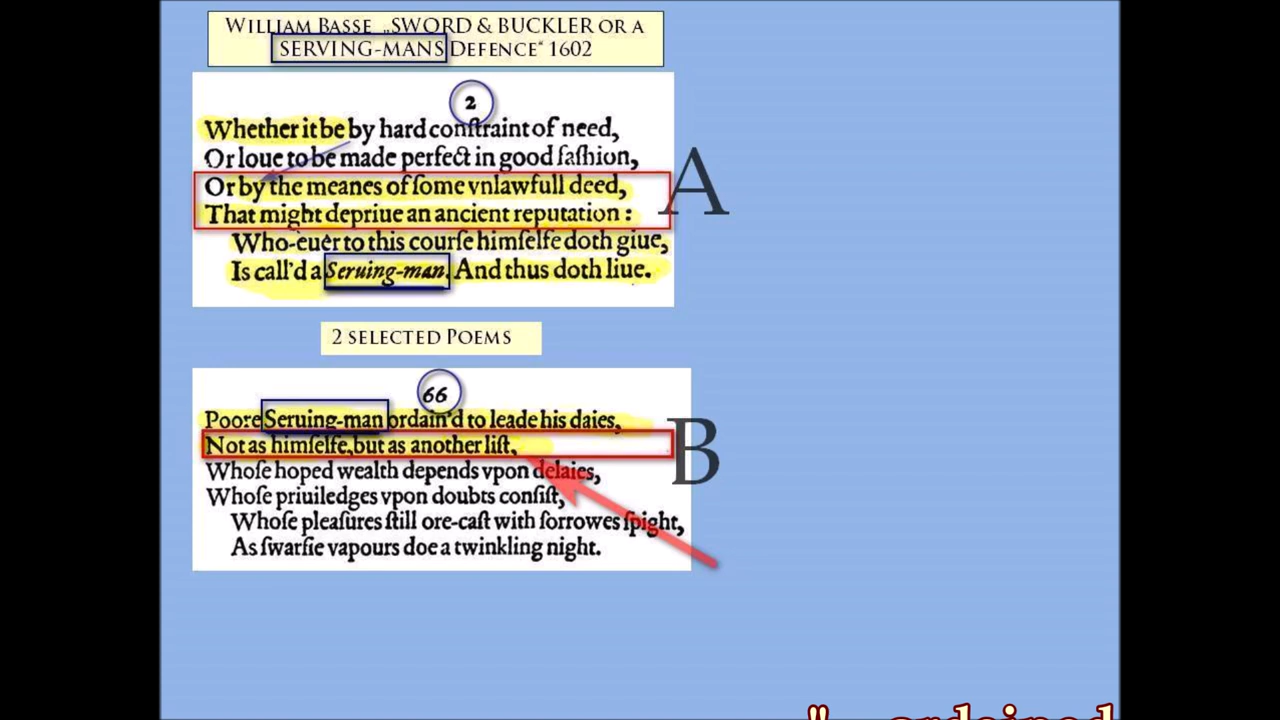 WILLIAM BASSE „SWORD & BUCKLER OR A
SERVING-MANS DEFENCE“ 1602
2
Whether it be by hard conſtraint of need,
Or loue to be made perfect in good faſhion,
Or by the meanes of ſome vnlawfull deed,
That might depriue an ancient reputation :
Who-euer to this courſe himſelfe doth giue,
Is call'd a Seruing-man. And thus doth liue.
A
2 SELECTED POEMS
66
Poore Seruing-man ordain'd to leade his daies,
Not as himſelfe, but as another liſt,
Whoſe hoped wealth depends vpon delaies,
Whoſe priuiledges vpon doubts conſiſt,
Whoſe pleaſures ſtill ore-caſt with ſorrowes ſpight,
As ſwarſie vapours doe a twinkling night.
B
"... ordained